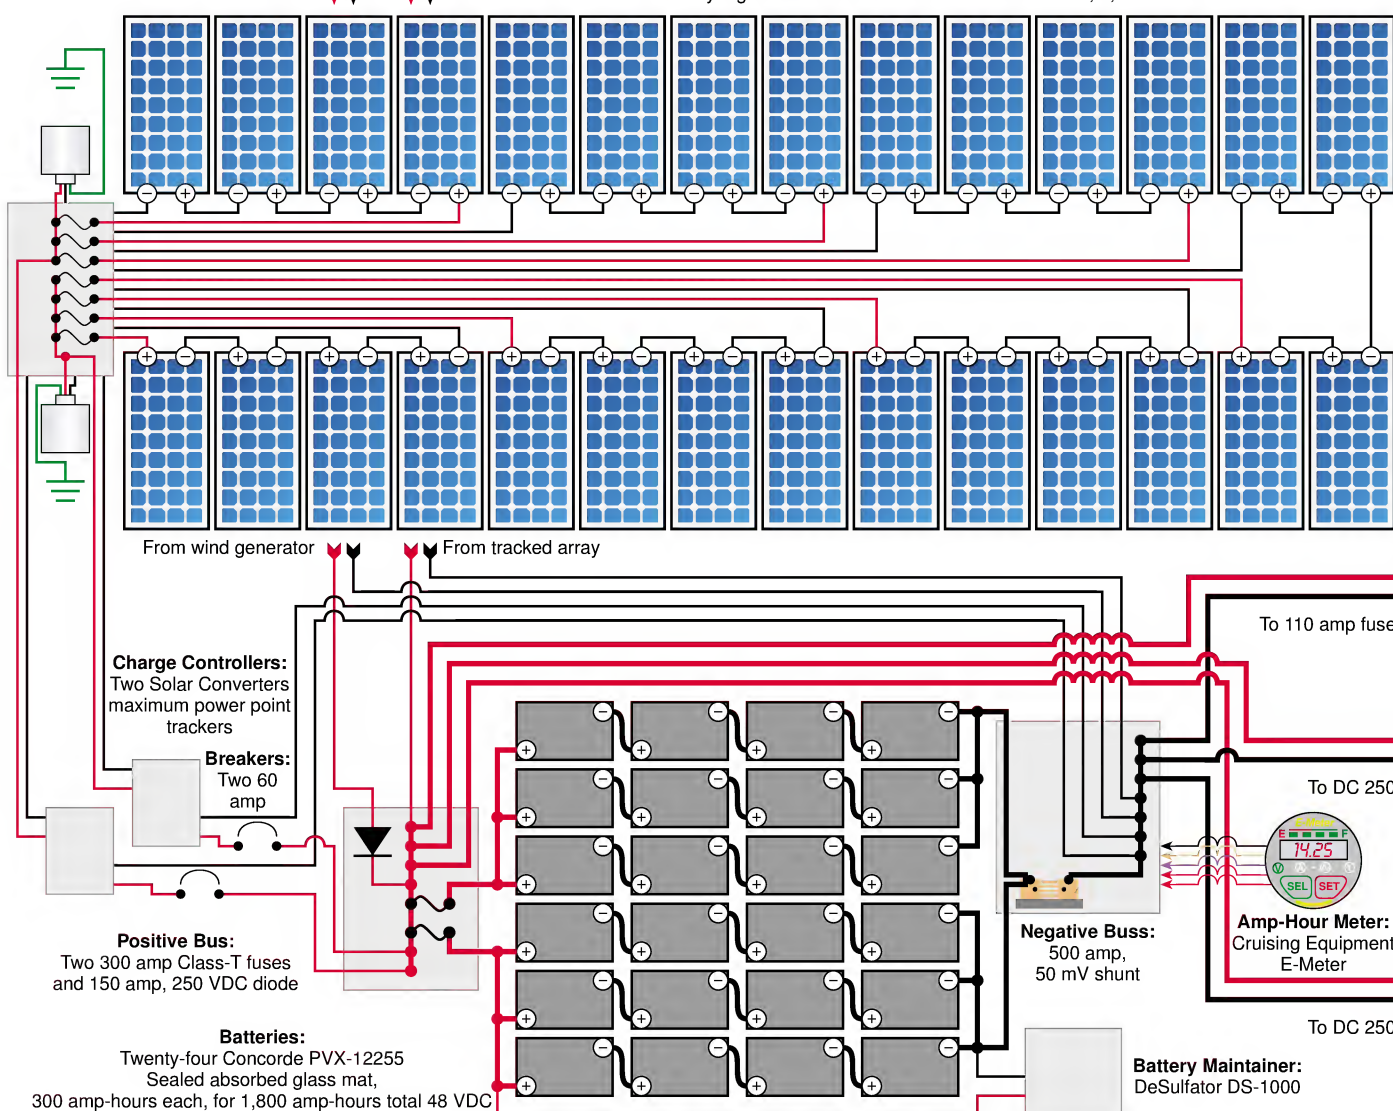 From wind generator
From tracked array
To 110 amp fuse
Charge Controllers:
Two Solar Converters
maximum power point
trackers
Breakers:
Two 60
amp
To DC 250
E F
14.25
SEL SET
Amp-Hour Meter:
Cruising Equipment
E-Meter
Positive Bus:
Two 300 amp Class-T fuses
and 150 amp, 250 VDC diode
Negative Buss:
500 amp,
50 mV shunt
To DC 250
Batteries:
Twenty-four Concorde PVX-12255
Sealed absorbed glass mat,
300 amp-hours each, for 1,800 amp-hours total 48 VDC
Battery Maintainer:
DeSulfator DS-1000